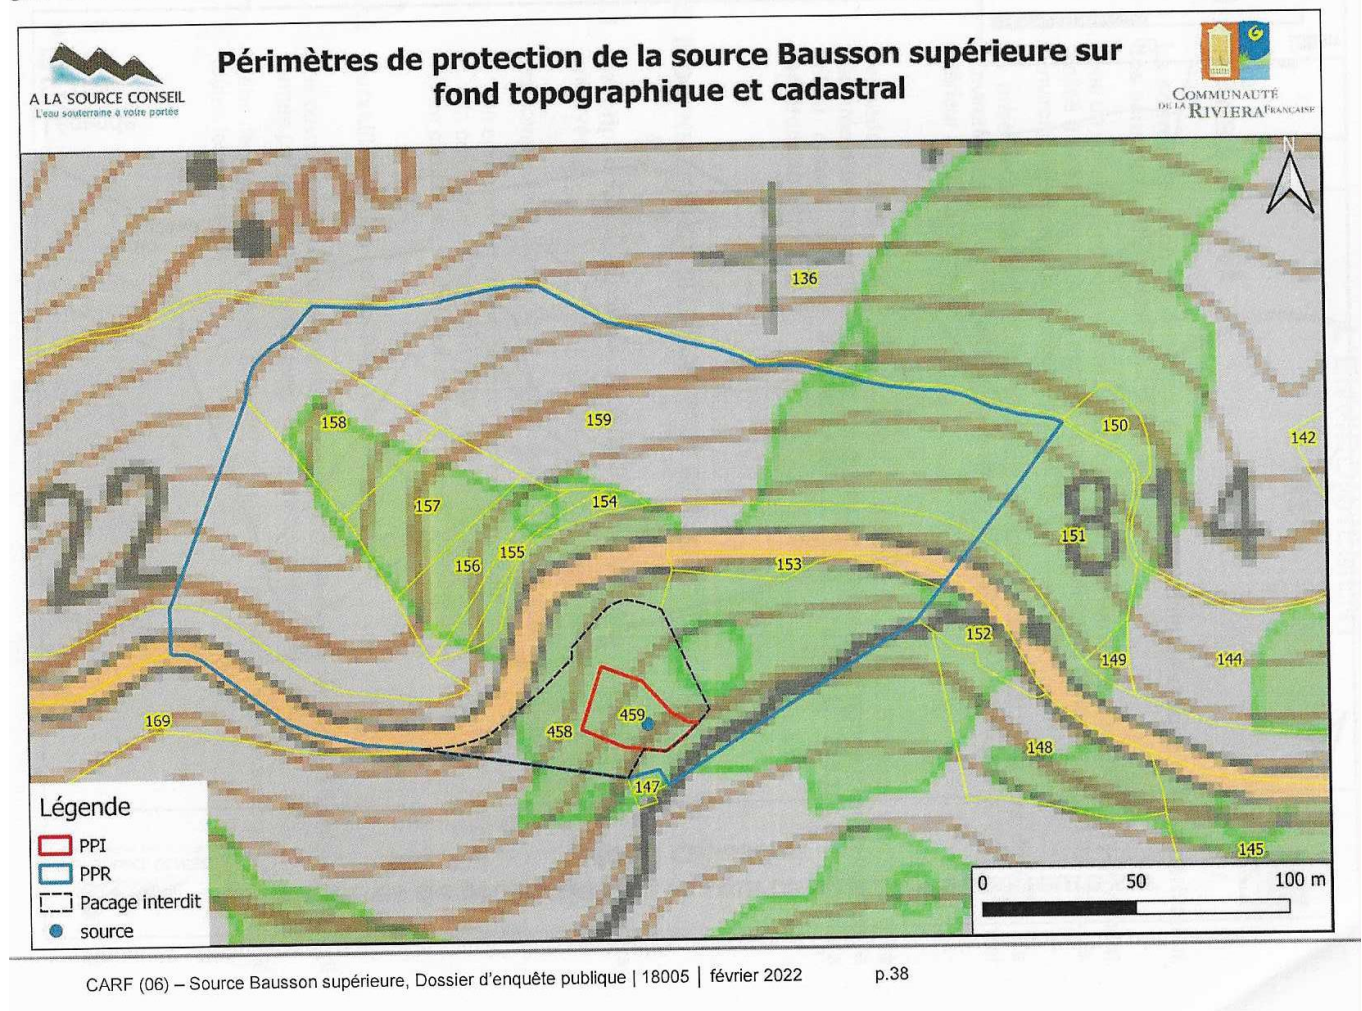 A LA SOURCE CONSEIL
L'eau souterraine à votre portée
Périmètres de protection de la source Bausson supérieure sur
fond topographique et cadastral
COMMUNAUTÉ
DE LA RIVIERA FRANÇAISE
N
900
136
158
159
150
142
22
157
154
914
156
155
153
151
152
149
144
169
458
459
148
147
145
Légende
PPI
PPR
Pacage interdit
source
0 50 100 m
CARF (06) – Source Bausson supérieure, Dossier d'enquête publique | 18005 | février 2022 p.38